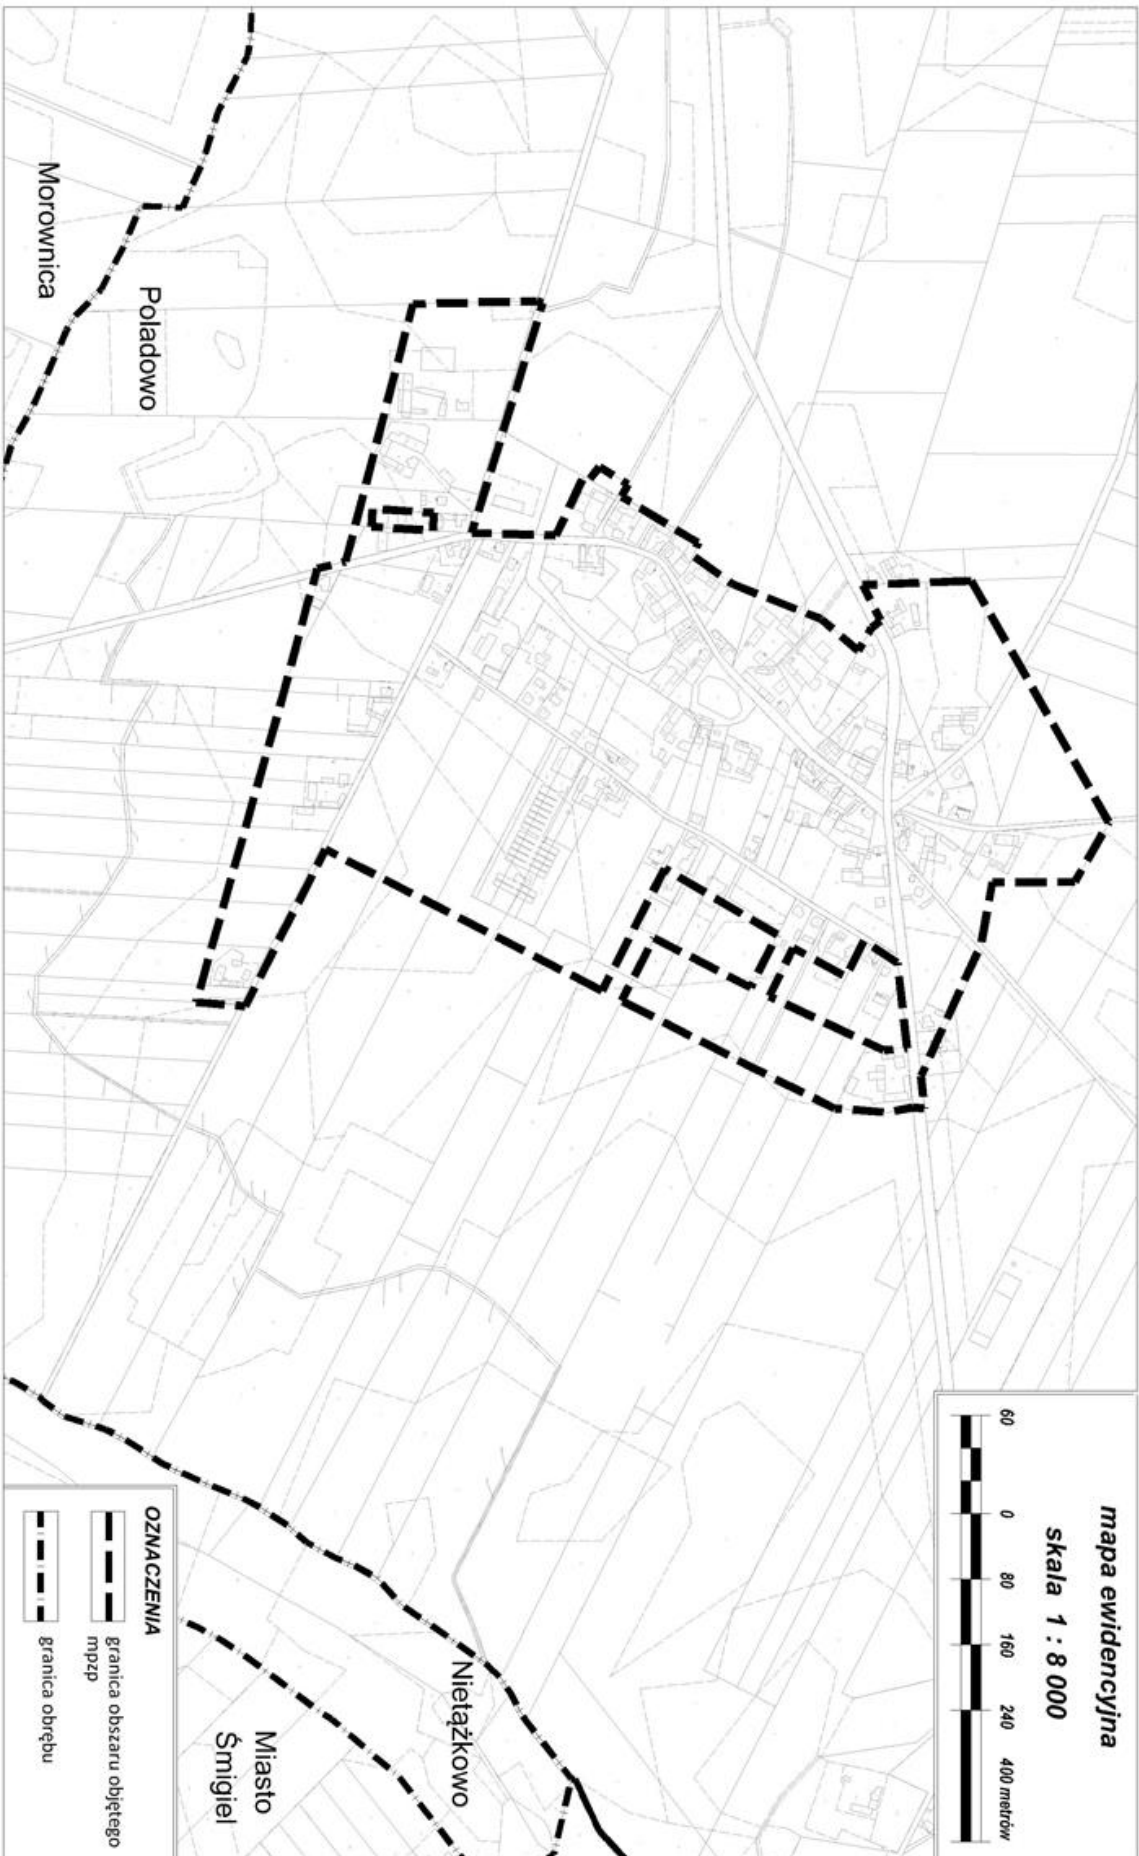 mapa ewidencyjna
skala 1 : 8 000
60 0 80 160 240 400 metrów
Morownica
Poladowo
Nietążkowo
Miasto
Śmigiel
OZNACZENIA
granica obszaru objętego
mpzp
granica obrębu